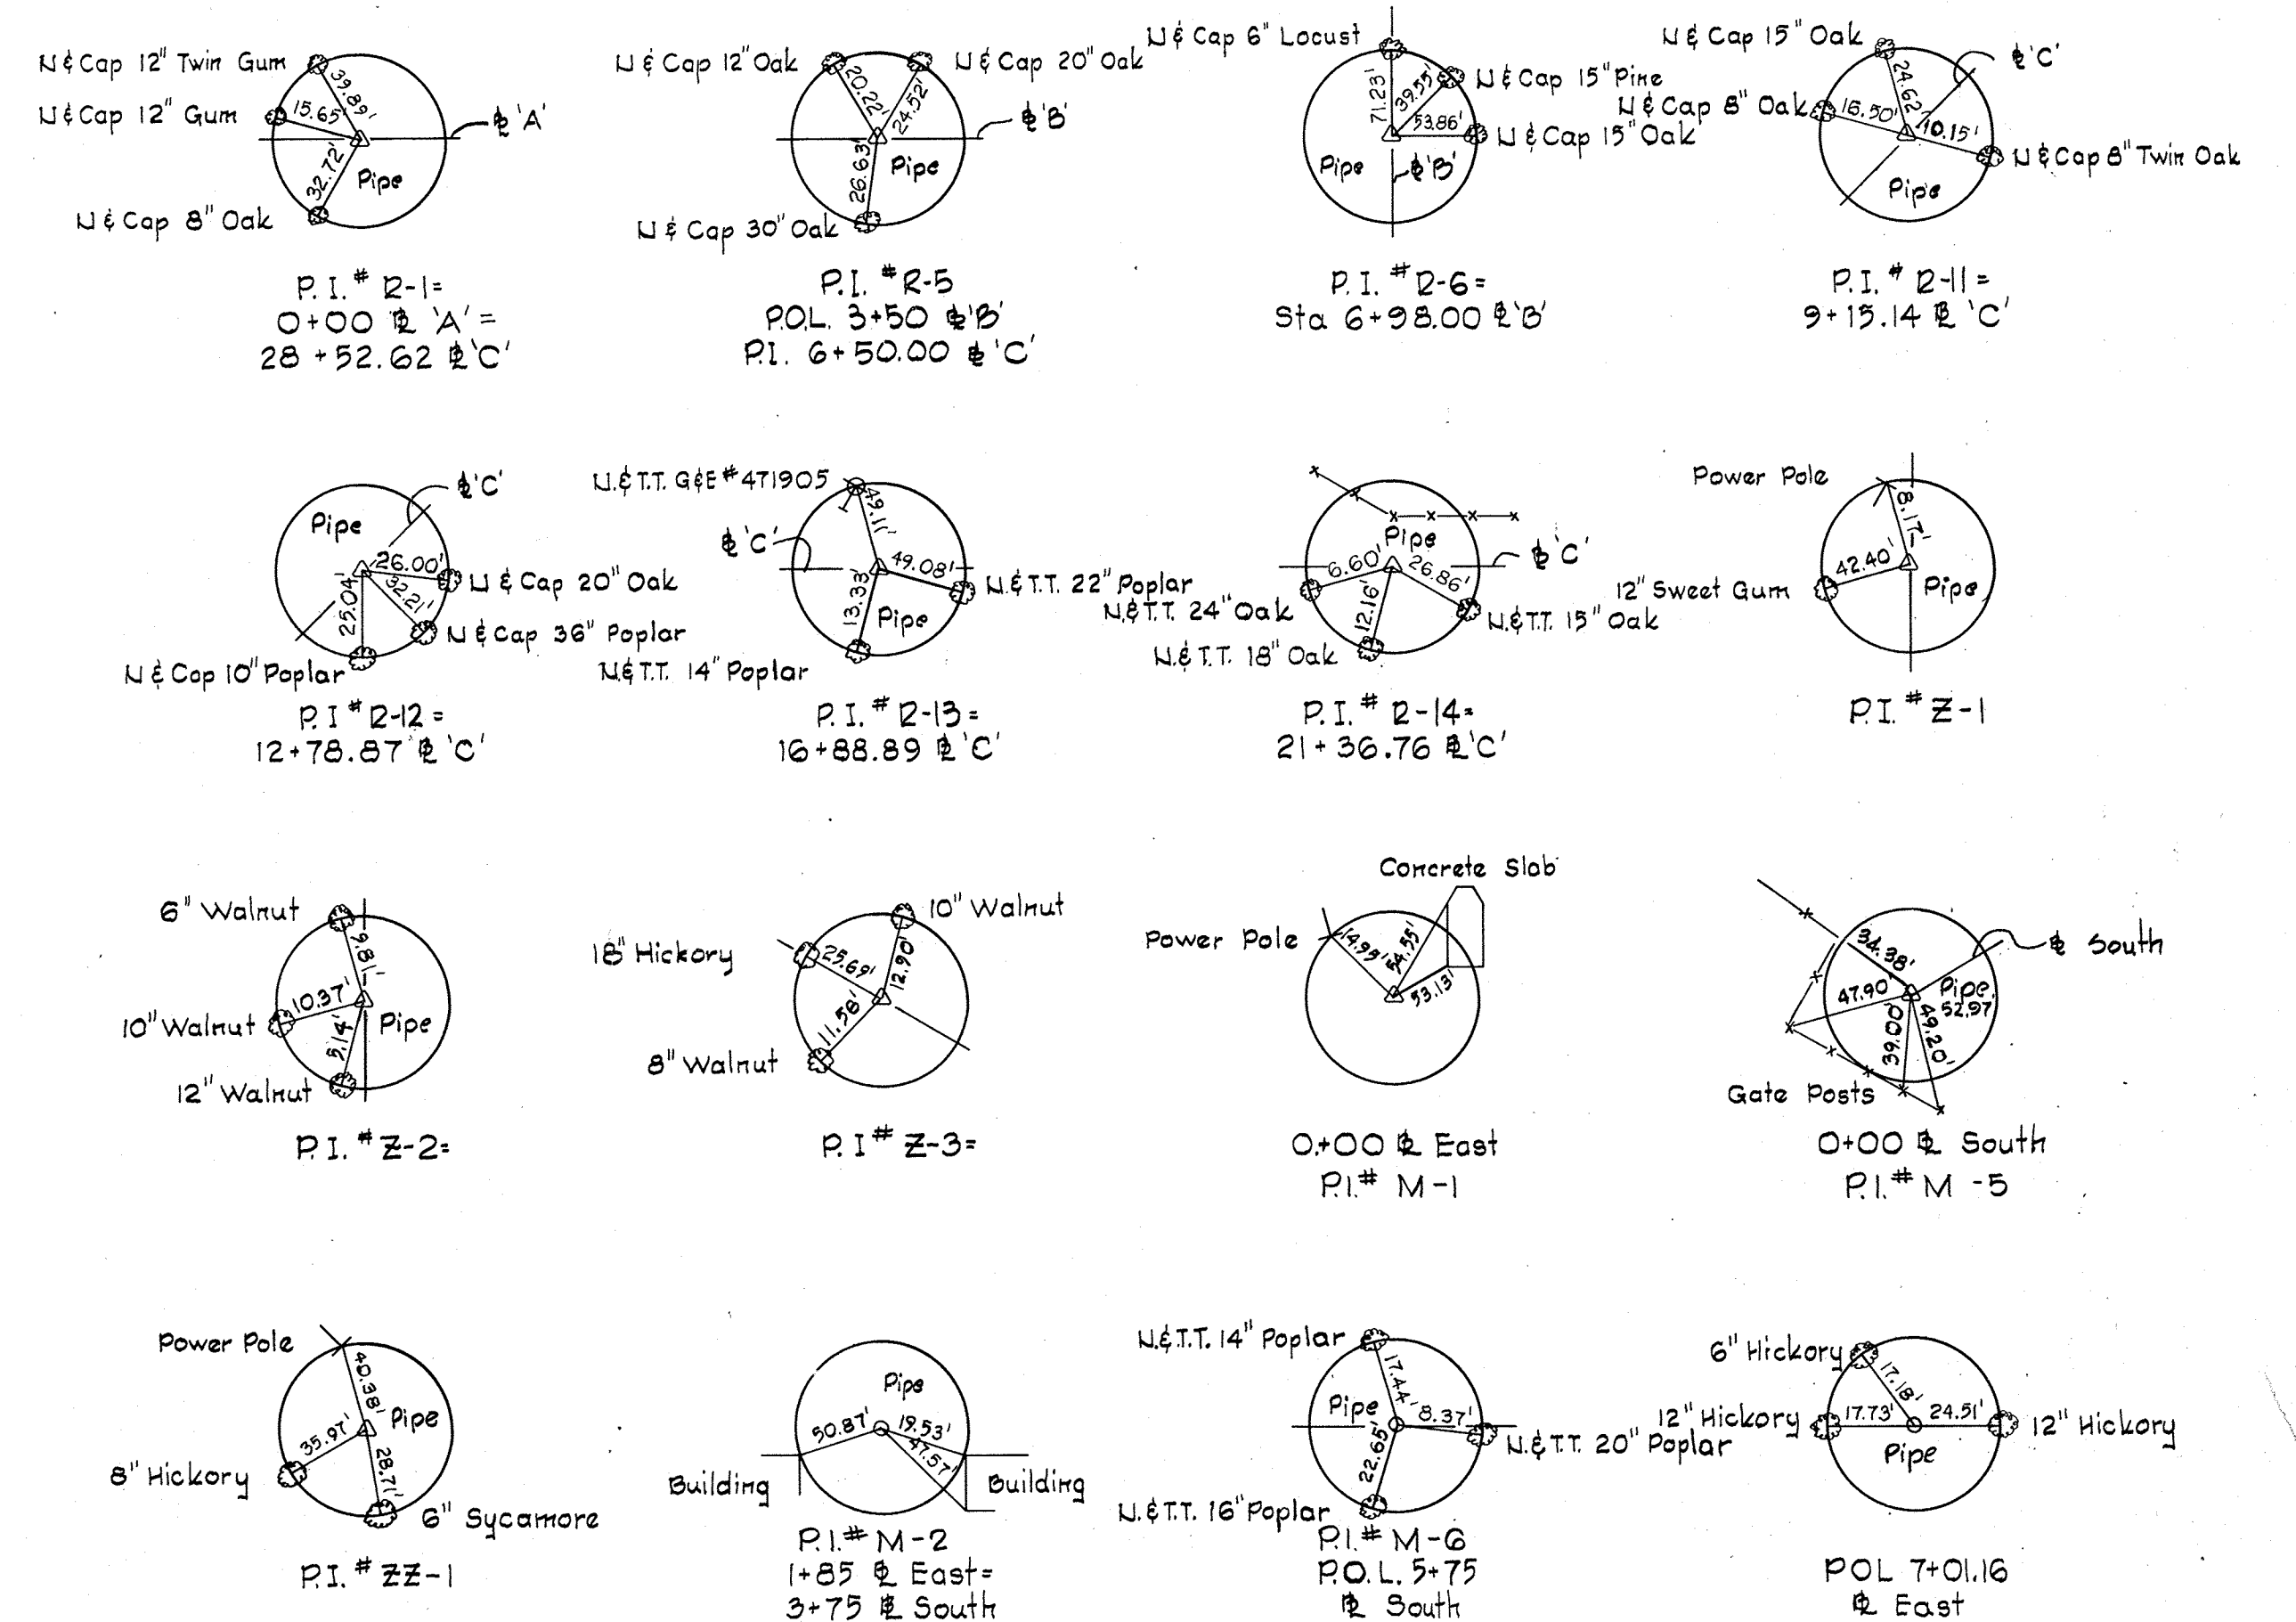 N & Cap 12" Twin Gum
39.89'
N & Cap 12" Gum
15.65'
℄ 'A'
32.72'
Pipe
N & Cap 8" Oak
P.I. # R-1=
0+00 ℄ 'A' =
28+52.62 ℄ 'C'
N & Cap 12" Oak
N & Cap 20" Oak
20.22'
24.52'
℄ 'B'
26.63'
Pipe
N & Cap 30" Oak
P.I. # R-5
P.O.L. 3+50 ℄ 'B'
P.I. 6+50.00 ℄ 'C'
N & Cap 6" Locust
71.23'
39.55'
N & Cap 15" Pine
53.86'
N & Cap 15" Oak
Pipe
℄ 'B'
P.I. # R-6=
Sta 6+98.00 ℄ 'B'
N & Cap 15" Oak
℄ 'C'
24.62'
N & Cap 8" Oak
16.50'
10.15'
N & Cap 8" Twin Oak
Pipe
P.I. # R-11=
9+15.14 ℄ 'C'
℄ 'C'
Pipe
26.00'
N & Cap 20" Oak
32.21'
25.04'
N & Cap 36" Poplar
N & Cap 10" Poplar
P.I # R-12=
12+78.87 ℄ 'C'
N.& T.T. G&E # 471905
49.11'
℄ 'C'
49.08'
N.& T.T. 22" Poplar
13.33'
Pipe
N.& T.T. 14" Poplar
P.I. # R-13=
16+88.89 ℄ 'C'
Pipe
℄ 'C'
6.60'
26.86'
N.& T.T. 24" Oak
12.16'
N.& T.T. 15" Oak
N.& T.T. 18" Oak
P.I. # R-14=
21+36.76 ℄ 'C'
Power Pole
8.17'
42.40'
12" Sweet Gum
Pipe
P.I. # Z-1
6" Walnut
9.81'
10.37'
10" Walnut
Pipe
5.14'
12" Walnut
P.I. # Z-2=
10" Walnut
18" Hickory
25.69'
12.90'
11.58'
8" Walnut
P.I # Z-3=
Concrete Slab
Power Pole
14.99'
54.55'
53.13'
0+00 ℄ East
P.I.# M-1
34.38'
℄ South
47.90'
Pipe
52.97
39.00'
49.20'
Gate Posts
0+00 ℄ South
P.I.# M-5
Power Pole
40.38'
Pipe
35.97'
8" Hickory
28.71'
6" Sycamore
P.I. # ZZ-1
Pipe
50.87'
19.53'
47.57'
Building
Building
P.I.# M-2
1+85 ℄ East=
3+75 ℄ South
N.& T.T. 14" Poplar
17.44'
Pipe
8.37'
N.& T.T. 20" Poplar
22.65'
N.& T.T. 16" Poplar
P.I.# M-6
P.O.L. 5+75
℄ South
6" Hickory
17.18'
12" Hickory
17.73'
24.51'
12" Hickory
Pipe
POL 7+01.16
℄ East